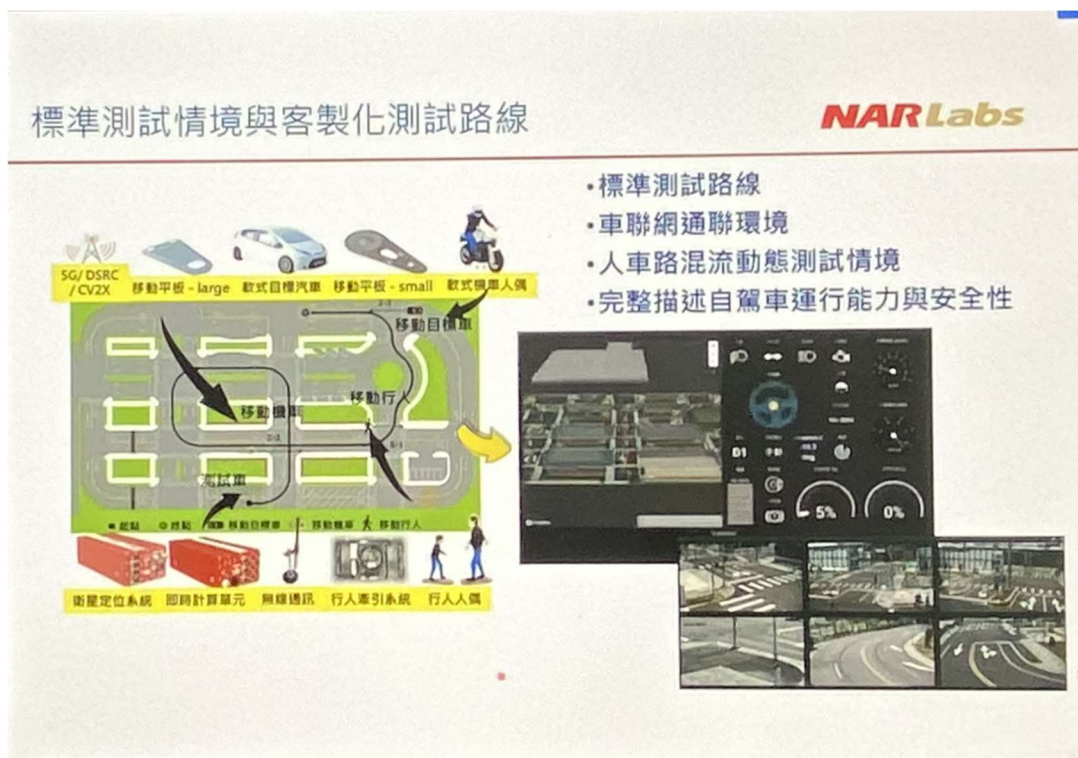 標準測試情境與客製化測試路線
NARLabs
•標準測試路線
•車聯網通聯環境
•人車路混流動態測試情境
•完整描述自駕車運行能力與安全性
5G/ DSRC
/ CV2X
移動平板 - large
軟式目標汽車
移動平板 - small
軟式機車人偶
移動目標車
移動行人
移動機車
測試車
起點
終點
移動目標車
移動機車
移動行人
衛星定位系統
即時計算單元
無線通訊
行人牽引系統
行人人偶
D1
手動
5%
0%